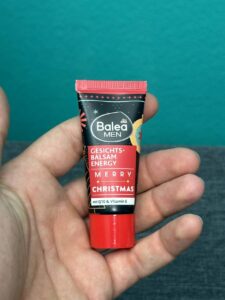 Balea
MEN
GESICHTS-
BALSAM
ENERGY
MERRY
CHRISTMAS
mit Q10 & Vitamin E